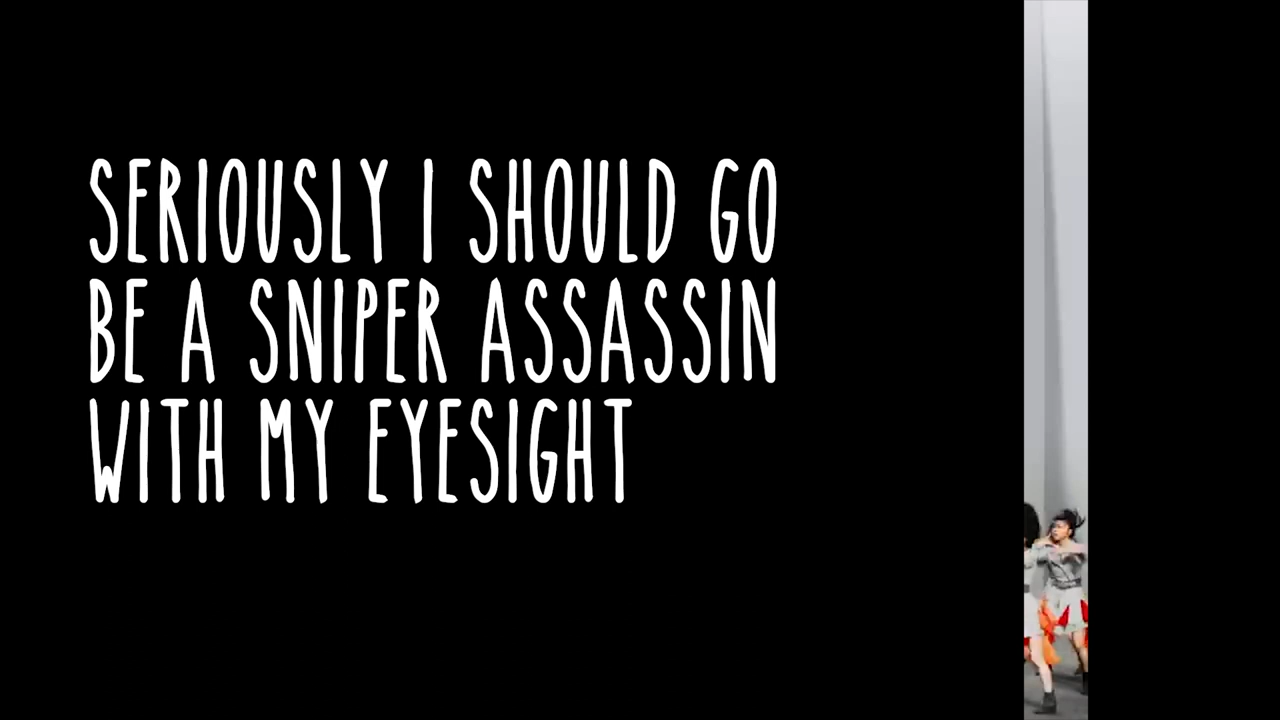 SERIOUSLY I SHOULD GO
BE A SNIPER ASSASSIN
WITH MY EYESIGHT